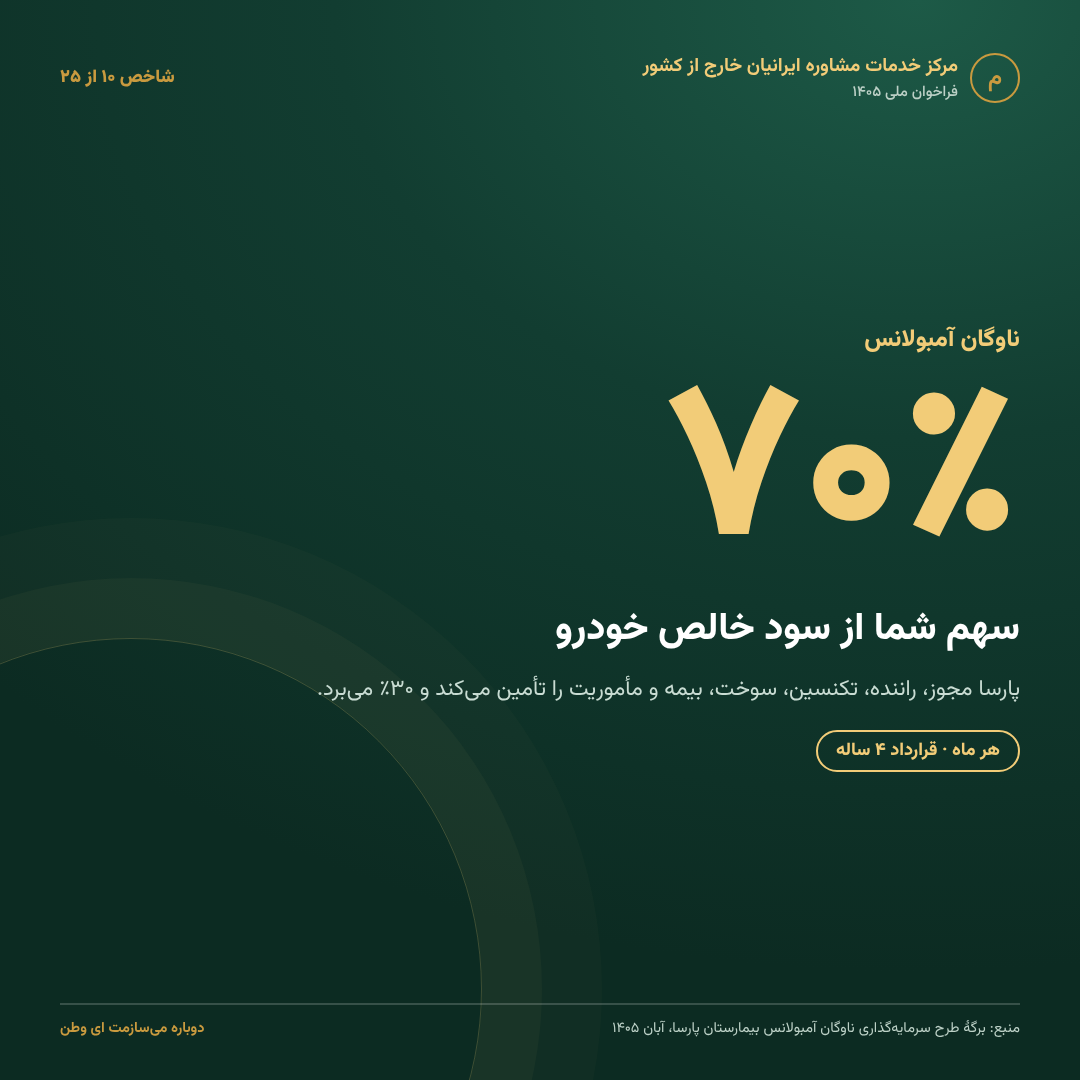 م
مرکز خدمات مشاوره ایرانیان خارج از کشور
فراخوان ملی ۱۴۰۵
شاخص ۱۰ از ۲۵
ناوگان آمبولانس
۷۰٪
سهم شما از سود خالص خودرو
پارسا مجوز، راننده، تکنسین، سوخت، بیمه و مأموریت را تأمین می‌کند و ۳۰٪ می‌برد.
هر ماه · قرارداد ۴ ساله
منبع: برگهٔ طرح سرمایه‌گذاری ناوگان آمبولانس بیمارستان پارسا، آبان ۱۴۰۵
دوباره می‌سازمت ای وطن